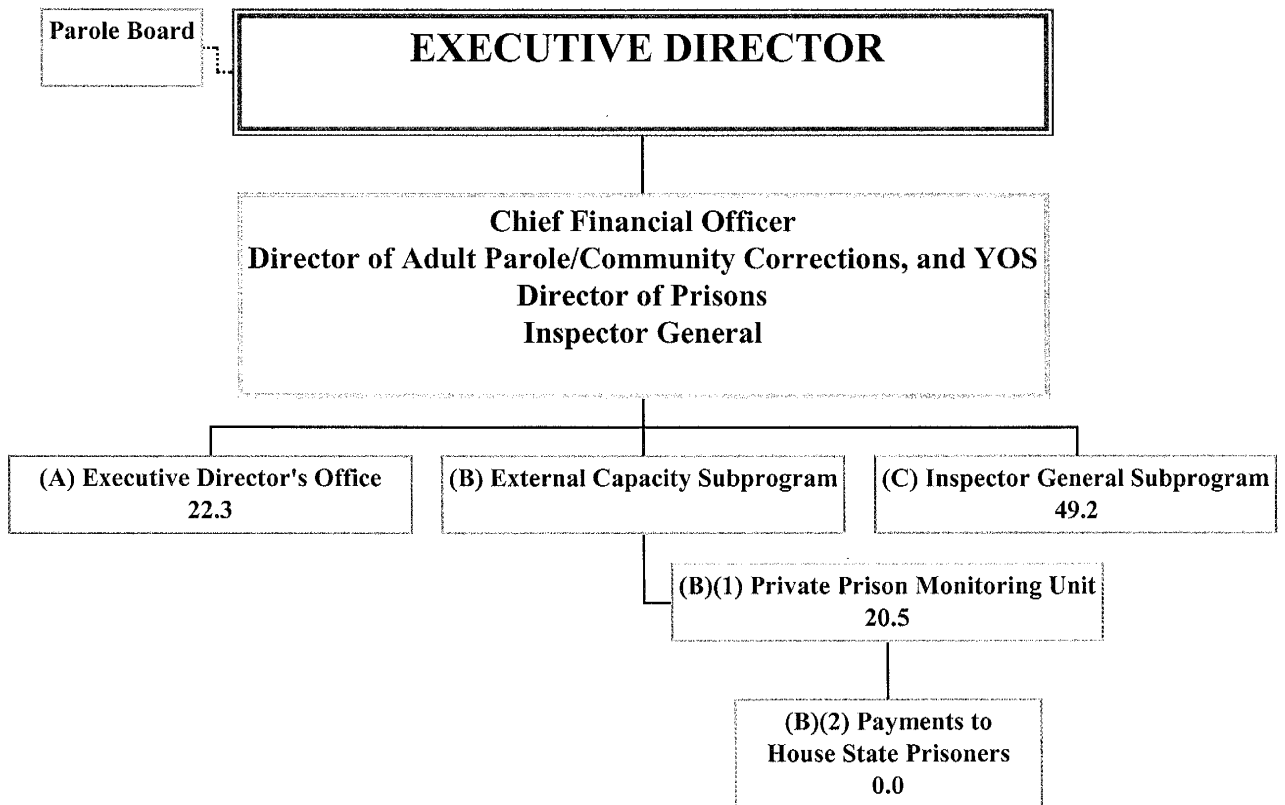 Parole Board
EXECUTIVE DIRECTOR
Chief Financial Officer
Director of Adult Parole/Community Corrections, and YOS
Director of Prisons
Inspector General
(A) Executive Director's Office
22.3
(B) External Capacity Subprogram
(C) Inspector General Subprogram
49.2
(B)(1) Private Prison Monitoring Unit
20.5
(B)(2) Payments to
House State Prisoners
0.0